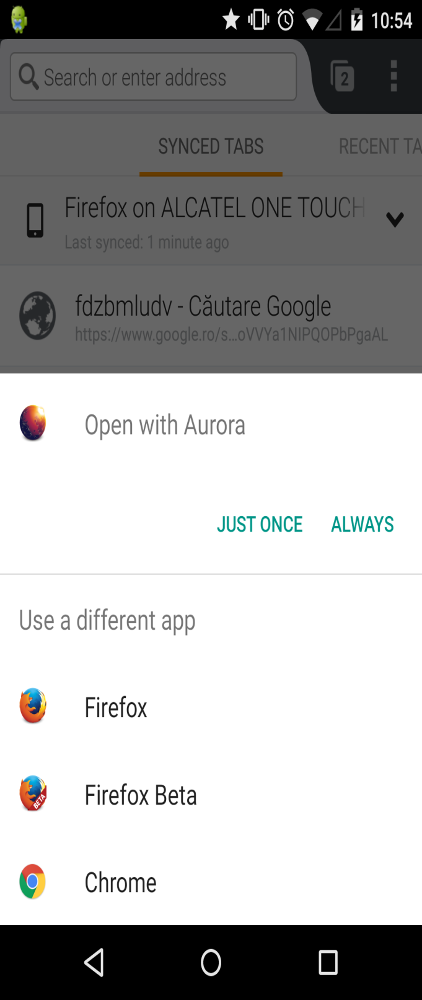 10:54
Search or enter address
2
SYNCED TABS
RECENT TA
Firefox on ALCATEL ONE TOUCH
Last synced: 1 minute ago
fdzbmludv - Căutare Google
https://www.google.ro/s...oVVYa1NIPQOPbPgaAL
Open with Aurora
JUST ONCE
ALWAYS
Use a different app
Firefox
BETA
Firefox Beta
Chrome